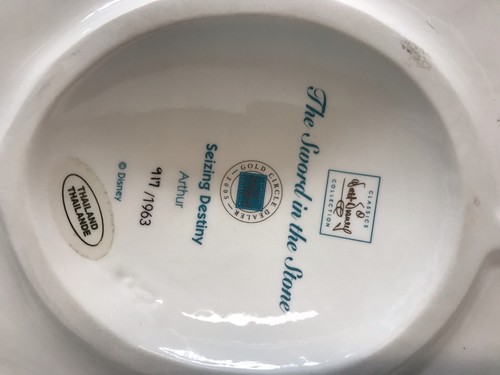 CLASSICS
Walt Disney
COLLECTION
The Sword in the Stone
GOLD CIRCLE DEALER
2003
Seizing Destiny
Arthur
917/1963
© Disney
THAILAND
THAILANDE